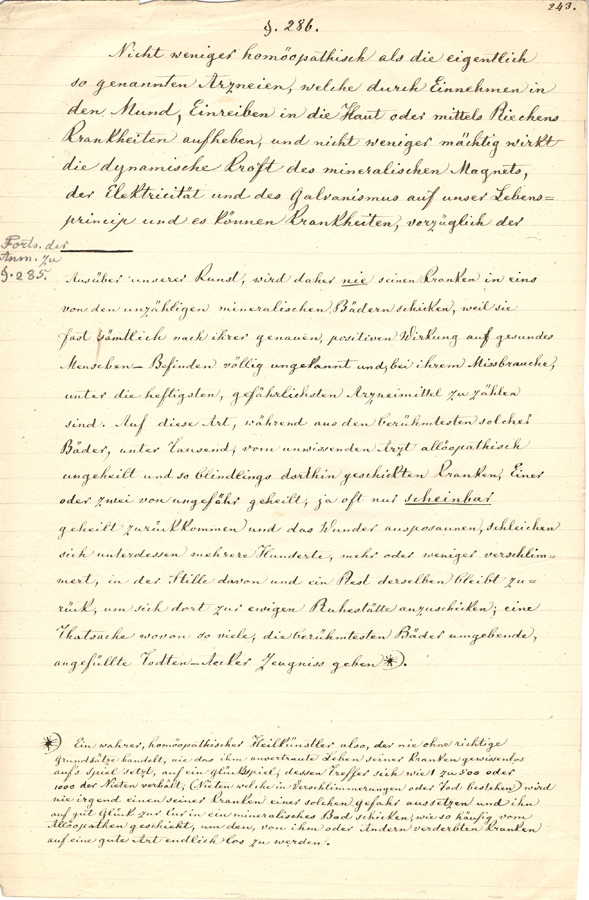 243.
§. 286.
Nicht weniger homöopathisch als die eigentlich
so genannten Arzneien, welche durch Einnehmen in
den Mund, Einreiben in die Haut oder mittels Riechens
Krankheiten aufheben, und nicht weniger mächtig wirkt
die dynamische Kraft des mineralischen Magnets,
der Elektricität und des Galvanismus auf unser Lebens=
princip und es können Krankheiten, vorzüglich der
Forts. der
Anm. zu
§. 285.
Ausüber unserer Kunst, wird daher nie seinen Kranken in eins
von den unzähligen mineralischen Bädern schicken, weil sie
fast sämtlich nach ihrer genauen, positiven Wirkung auf gesundes
Menschen-Befinden völlig ungekannt und, bei ihrem Missbrauche,
unter die heftigsten, gefährlichsten Arzneimittel zu zählen
sind. Auf diese Art, während aus den berühmtesten solcher
Bäder, unter Tausend, vom unwissenden Arzt allöopathisch
ungeheilt und so blindlings dorthin geschickten Kranken, Einer
oder zwei von ungefähr geheilt, ja oft nur scheinbar
geheilt zurückkommen und das Wunder ausposaunen, schleichen
sich unterdessen mehrere Hunderte, mehr oder weniger verschlim=
mert, in der Stille davon und ein Rest derselben bleibt zu=
rück, um sich dort zur ewigen Ruhestätte anzuschicken; eine
Thatsache wovon so viele, die berühmtesten Bäder umgebende,
angefüllte Todten-Aecker Zeugniss geben *).
*) Ein wahrer, homöopathischer Heilkünstler also, der nie ohne richtige
Grundsätze handelt, nie das ihm anvertraute Leben seiner Kranken gewissenlos
aufs Spiel setzt, auf ein Glückspiel, dessen Treffer sich wie 1 zu 500 oder
1000 der Nieten verhält, (Nieten welche in Verschlimmerungen oder Tod bestehen) wird
nie irgend einen seiner Kranken einer solchen Gefahr aussetzen und ihn
auf gut Glück zur Cur in ein mineralisches Bad schicken, wie so häufig vom
Allöopathen geschieht, um den, von ihm oder Andern verderbten Kranken
auf eine gute Art endlich los zu werden.